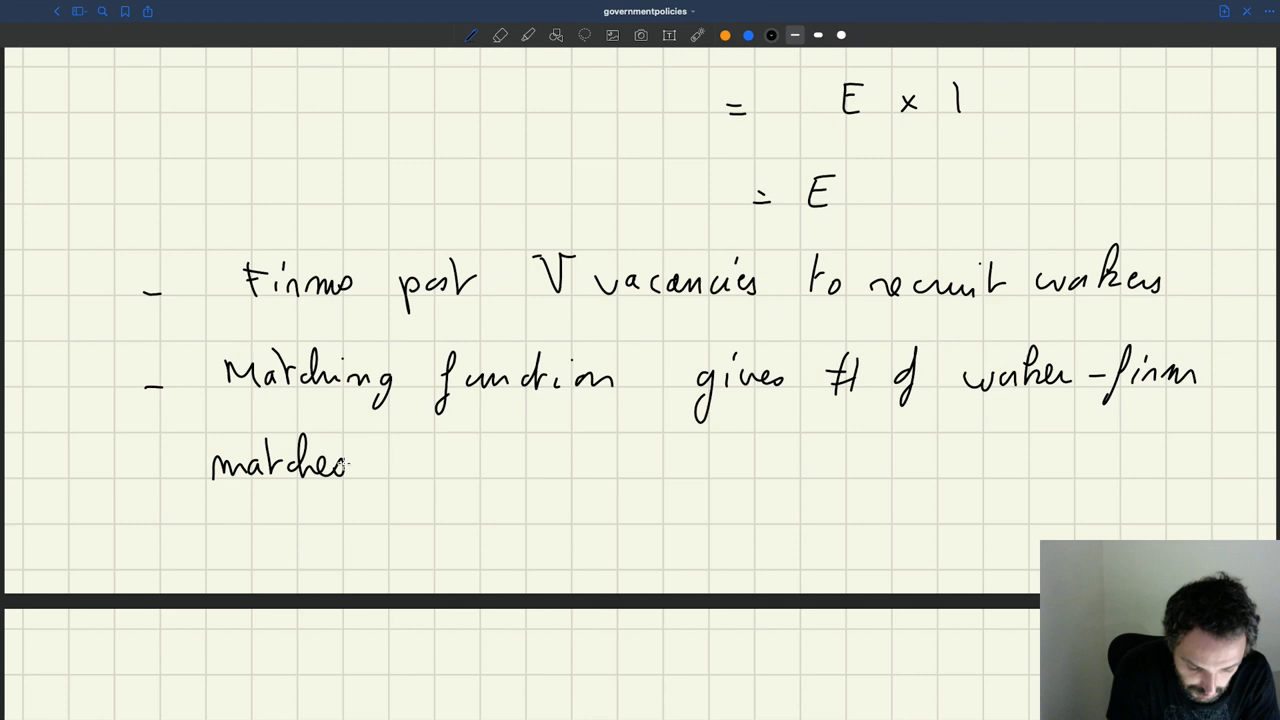 governmentpolicies
= E × 1
= E
- Firms post V vacancies to recruit workers
- Matching function gives # of worker-firm
matches